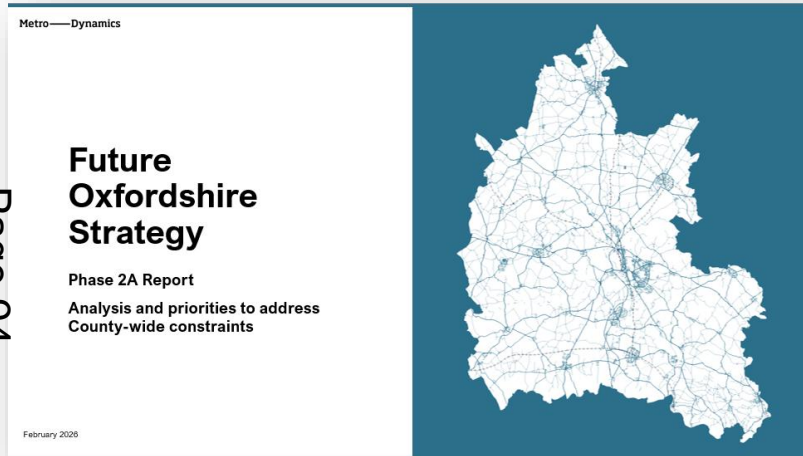 Metro——Dynamics
Future
Oxfordshire
Strategy
Phase 2A Report
Analysis and priorities to address
County-wide constraints
February 2026